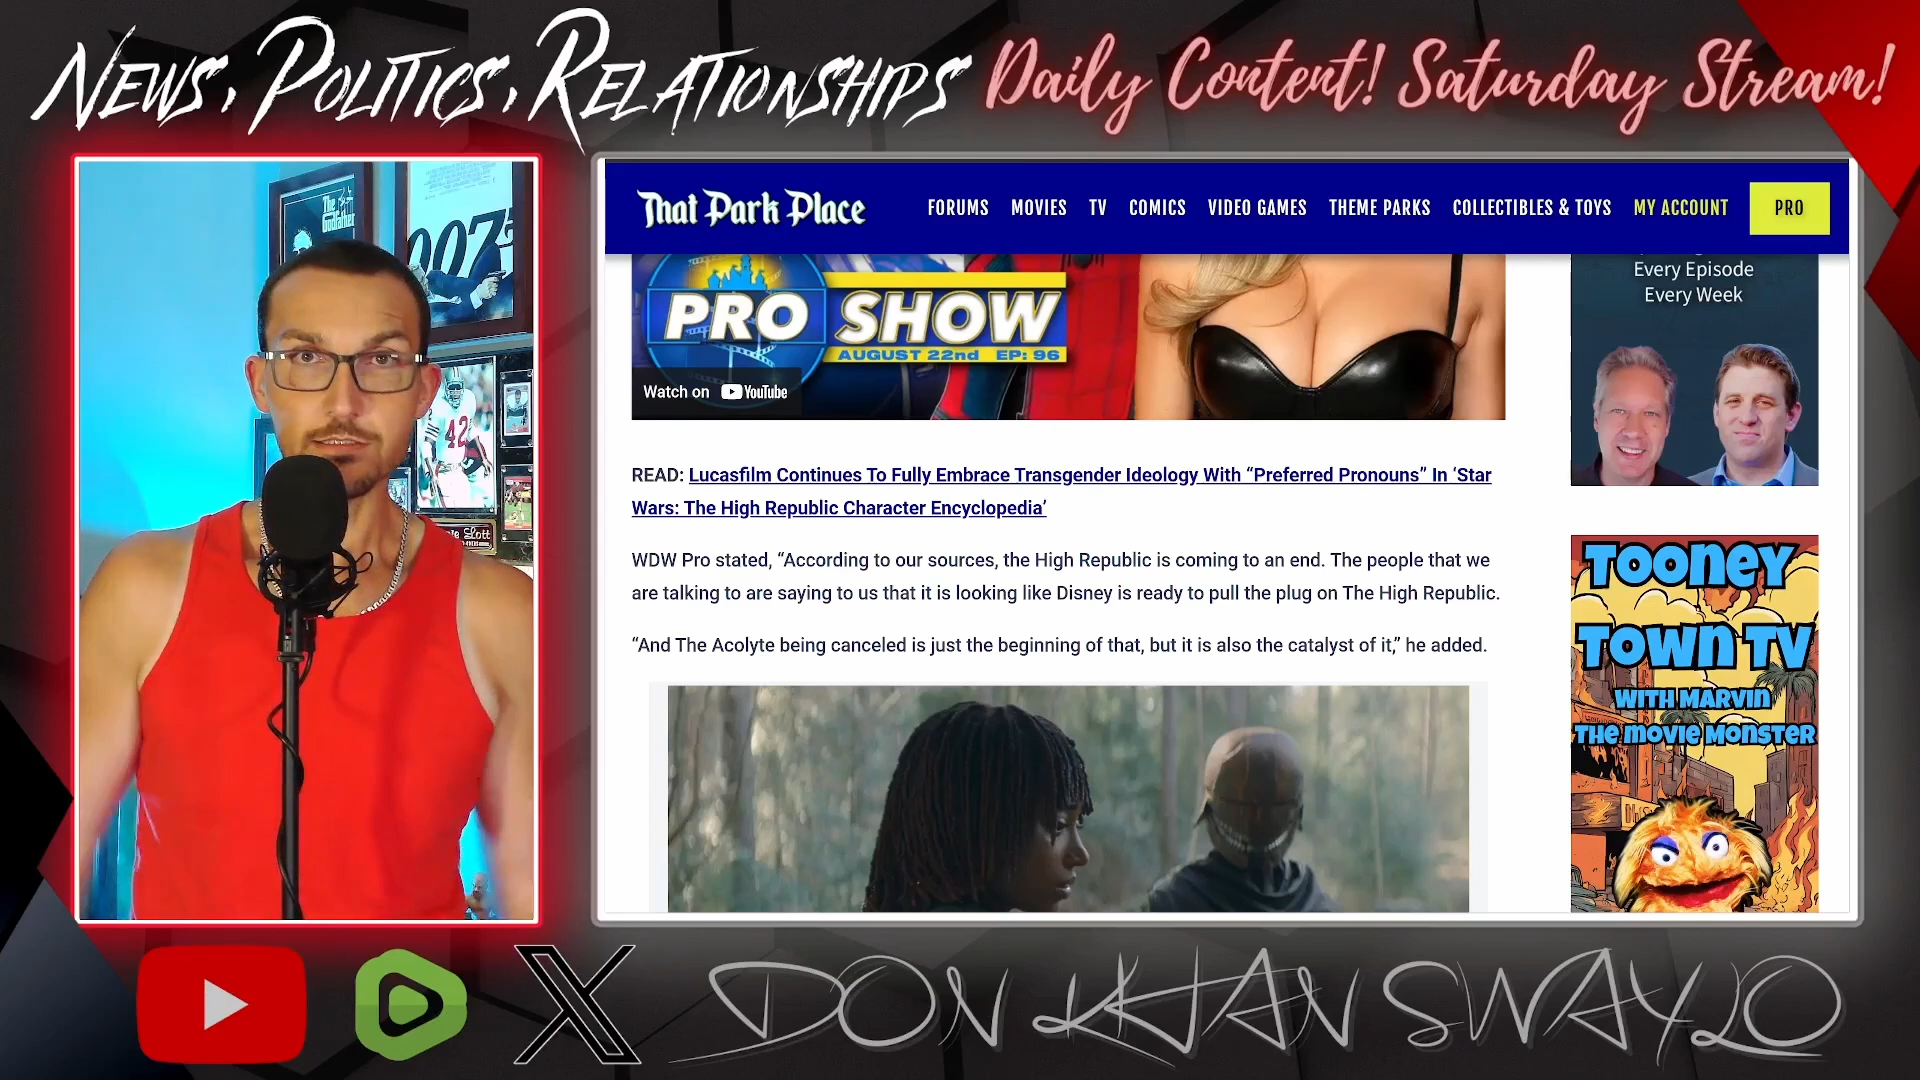 News, Politics, Relationships
Daily Content! Saturday Stream!
The Godfather
007
42
That Park Place
FORUMS
MOVIES
TV
COMICS
VIDEO GAMES
THEME PARKS
COLLECTIBLES & TOYS
MY ACCOUNT
PRO
PRO SHOW
AUGUST 22nd EP: 96
Watch on YouTube
Every Episode
Every Week
READ: Lucasfilm Continues To Fully Embrace Transgender Ideology With “Preferred Pronouns” In ‘Star
Wars: The High Republic Character Encyclopedia’
WDW Pro stated, “According to our sources, the High Republic is coming to an end. The people that we
are talking to are saying to us that it is looking like Disney is ready to pull the plug on The High Republic.
“And The Acolyte being canceled is just the beginning of that, but it is also the catalyst of it,” he added.
Tooney
Town TV
with Marvin
The Movie Monster
Lott
X
DON KHAN SWAYLO